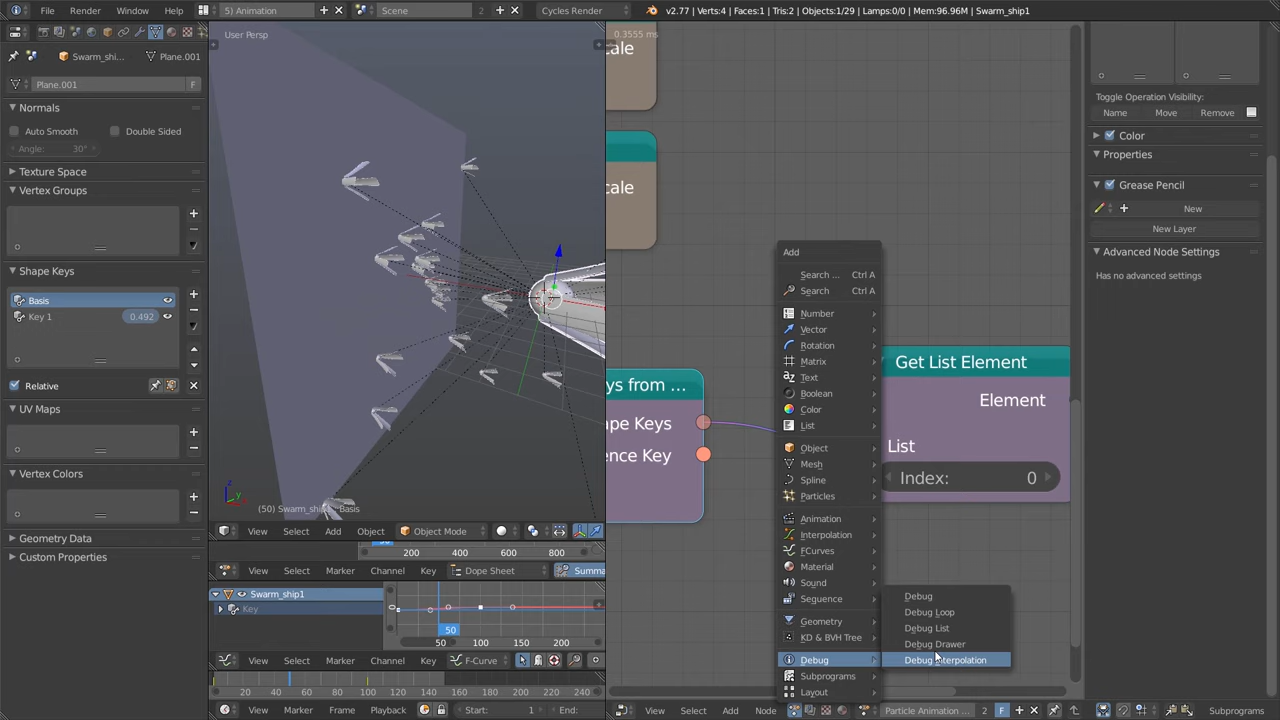 File Render Window Help
5) Animation
Scene 2
Cycles Render
v2.77 | Verts:4 | Faces:1 | Tris:2 | Objects:1/29 | Lamps:0/0 | Mem:96.96M | Swarm_ship1
Swarm_shi... Plane.001
Plane.001 F
Normals
Auto Smooth Double Sided
Angle: 30°
Texture Space
Vertex Groups
Shape Keys
Basis
Key 1 0.492
Relative
UV Maps
Vertex Colors
Geometry Data
Custom Properties
User Persp
(50) Swarm_ship1 : Basis
View Select Add Object Object Mode
50 200 400 600 800
View Select Marker Channel Key Dope Sheet Summa
Swarm_ship1
Key
50 100 150 200
50
View Select Marker Channel Key F-Curve
0 20 40 60 80 100 120 140 160 180 200 220 240
View Marker Frame Playback Start: 1 End:
0.3555 ms
cale
cale
ys from ...
ape Keys
ence Key
Add
Search ... Ctrl A
Search Ctrl A
Number
Vector
Rotation
Matrix
Text
Boolean
Color
List
Object
Mesh
Spline
Particles
Animation
Interpolation
FCurves
Material
Sound
Sequence
Geometry
KD & BVH Tree
Debug
Subprograms
Layout
Debug
Debug Loop
Debug List
Debug Drawer
Debug Interpolation
Get List Element
Element
List
Index: 0
View Select Add Node Particle Animation ... 2 F Subprograms
Toggle Operation Visibility:
Name Move Remove
Color
Properties
Grease Pencil
New
New Layer
Advanced Node Settings
Has no advanced settings